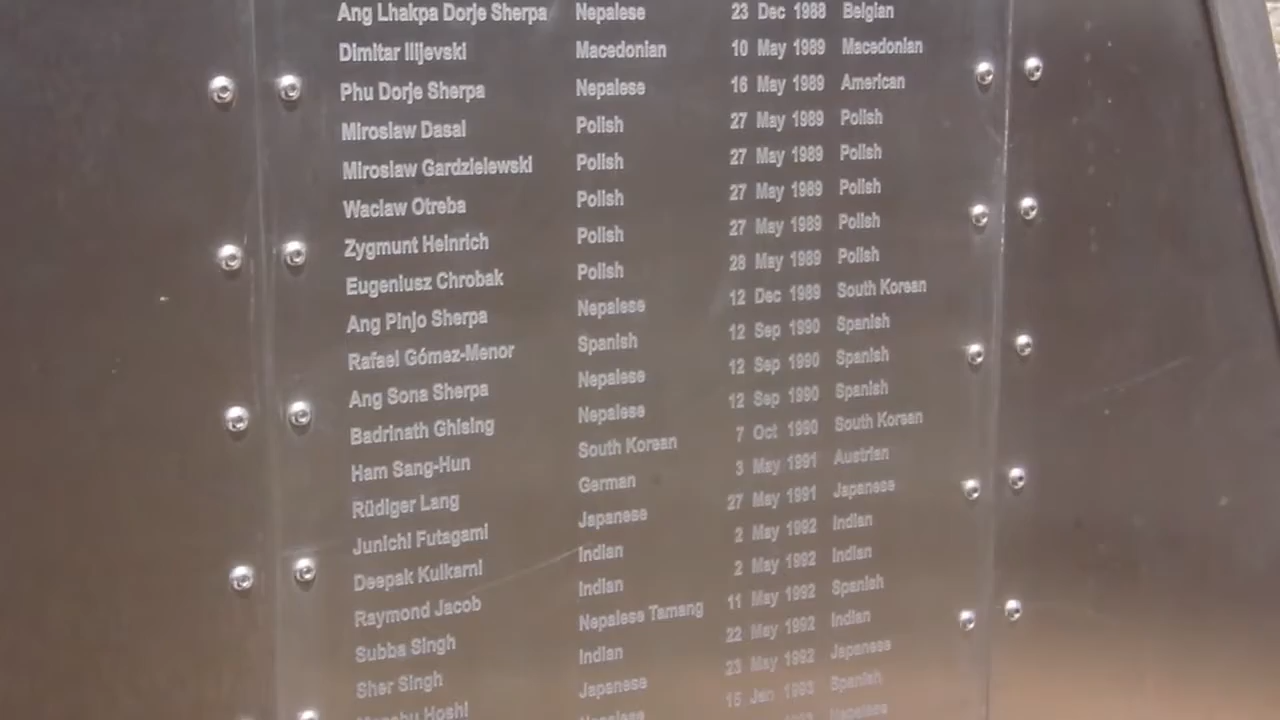 Ang Lhakpa Dorje Sherpa Nepalese 23 Dec 1988 Belgian
Dimitar Ilijevski Macedonian 10 May 1989 Macedonian
Phu Dorje Sherpa Nepalese 16 May 1989 American
Miroslaw Dasal Polish 27 May 1989 Polish
Miroslaw Gardzielewski Polish 27 May 1989 Polish
Waclaw Otreba Polish 27 May 1989 Polish
Zygmunt Heinrich Polish 27 May 1989 Polish
Eugeniusz Chrobak Polish 28 May 1989 Polish
Ang Pinjo Sherpa Nepalese 12 Dec 1989 South Korean
Rafael Gómez-Menor Spanish 12 Sep 1990 Spanish
Ang Sona Sherpa Nepalese 12 Sep 1990 Spanish
Badrinath Ghising Nepalese 12 Sep 1990 Spanish
Ham Sang-Hun South Korean 7 Oct 1990 South Korean
Rüdiger Lang German 3 May 1991 Austrian
Junichi Futagami Japanese 27 May 1991 Japanese
Deepak Kulkarni Indian 2 May 1992 Indian
Raymond Jacob Indian 2 May 1992 Indian
Subba Singh Nepalese Tamang 11 May 1992 Spanish
Sher Singh Indian 22 May 1992 Indian
Hoshi Japanese 23 May 1992 Japanese
Nepalese 15 Jan 1993 Spanish
Nepalese